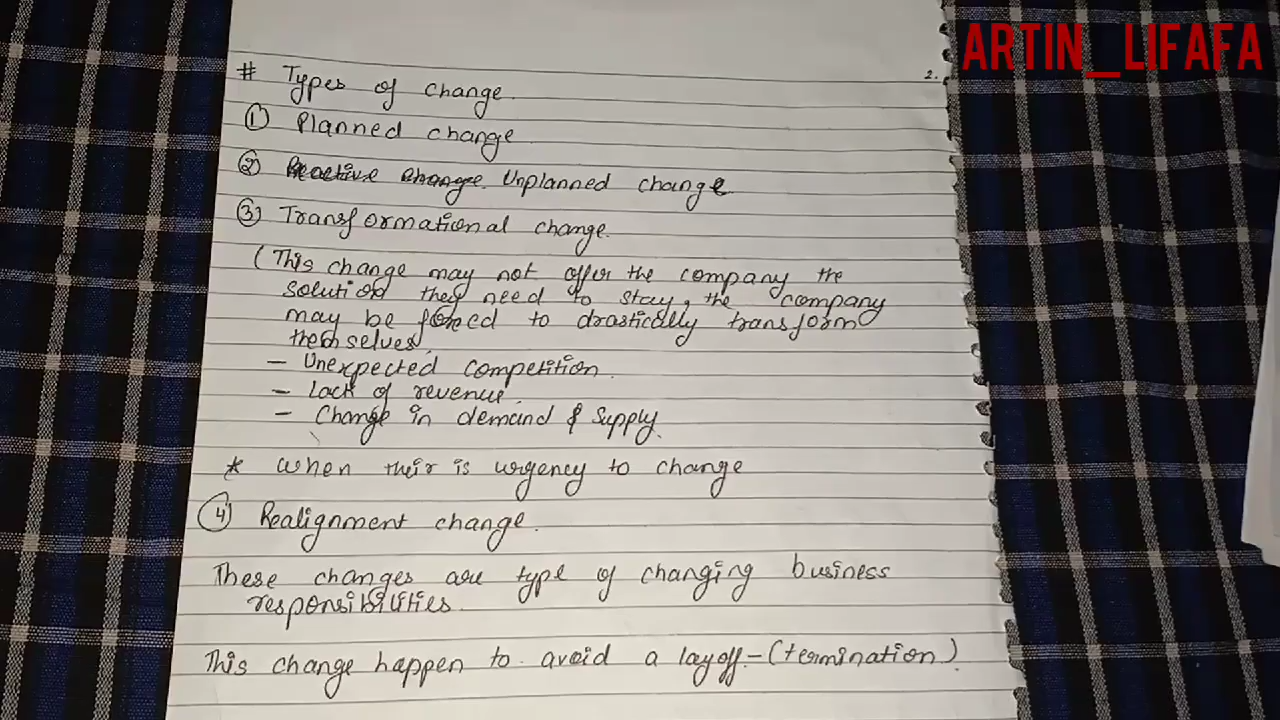 ARTIN_LIFAFA
2.
# Types of change
① Planned change
② Reactive change. Unplanned change
③ Transformational change.
(This change may not offer the company the
solution they need to stay, the company
may be forced to drastically transform
themselves
- Unexpected competition.
- Lack of revenue.
- Change in demand & supply.
* when their is urgency to change
④ Realignment change.
These changes are type of changing business
responsibilities.
This change happen to avoid a layoff-(termination).